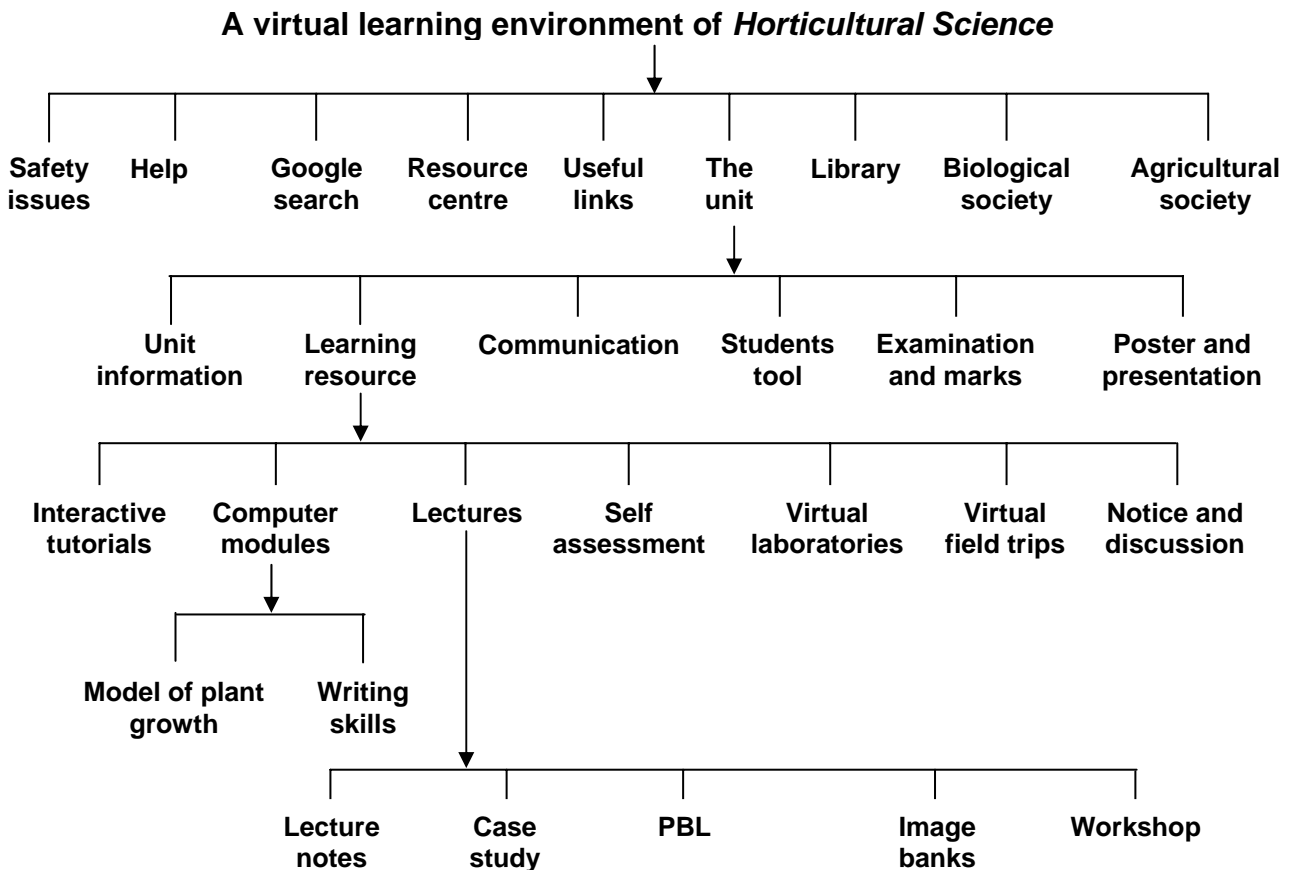 A virtual learning environment of Horticultural Science
Safety issues
Help
Google search
Resource centre
Useful links
The unit
Library
Biological society
Agricultural society
Unit information
Learning resource
Communication
Students tool
Examination and marks
Poster and presentation
Interactive tutorials
Computer modules
Lectures
Self assessment
Virtual laboratories
Virtual field trips
Notice and discussion
Model of plant growth
Writing skills
Lecture notes
Case study
PBL
Image banks
Workshop